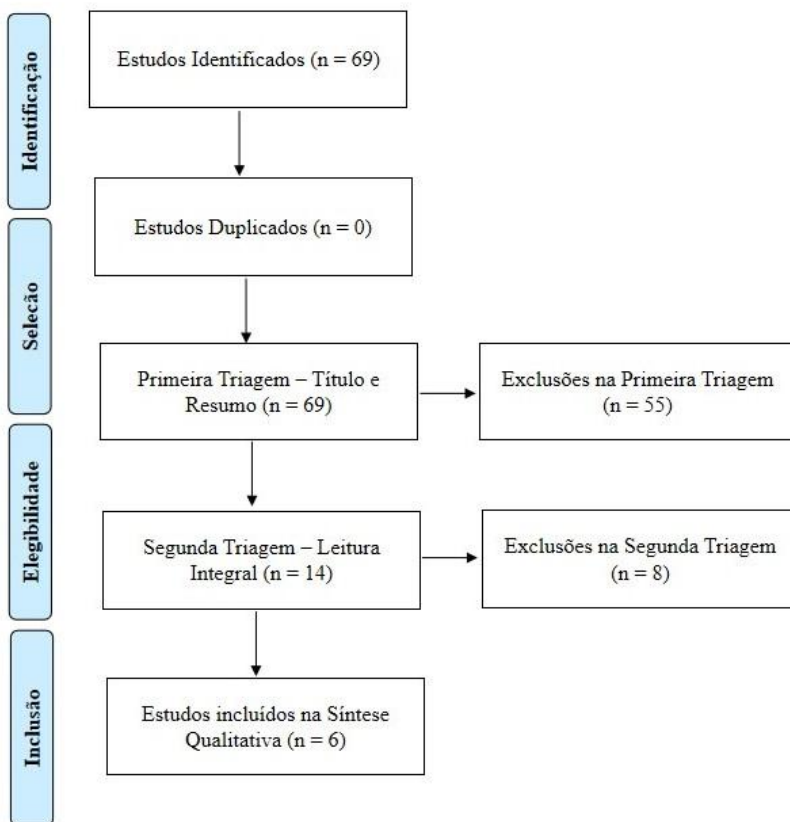 Identificação
Estudos Identificados (n = 69)
Estudos Duplicados (n = 0)
Seleção
Primeira Triagem – Título e
Resumo (n = 69)
Exclusões na Primeira Triagem
(n = 55)
Elegibilidade
Segunda Triagem – Leitura
Integral (n = 14)
Exclusões na Segunda Triagem
(n = 8)
Inclusão
Estudos incluídos na Síntese
Qualitativa (n = 6)